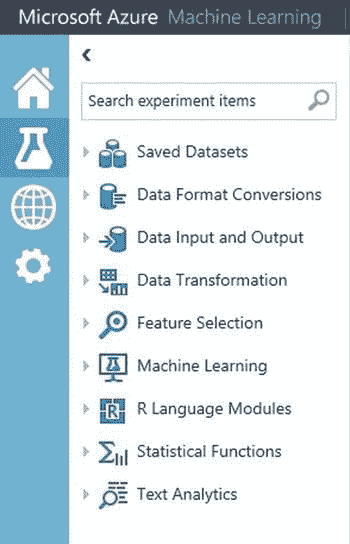 Microsoft Azure Machine Learning
Search experiment items
Saved Datasets
Data Format Conversions
Data Input and Output
Data Transformation
Feature Selection
Machine Learning
R Language Modules
Statistical Functions
Text Analytics